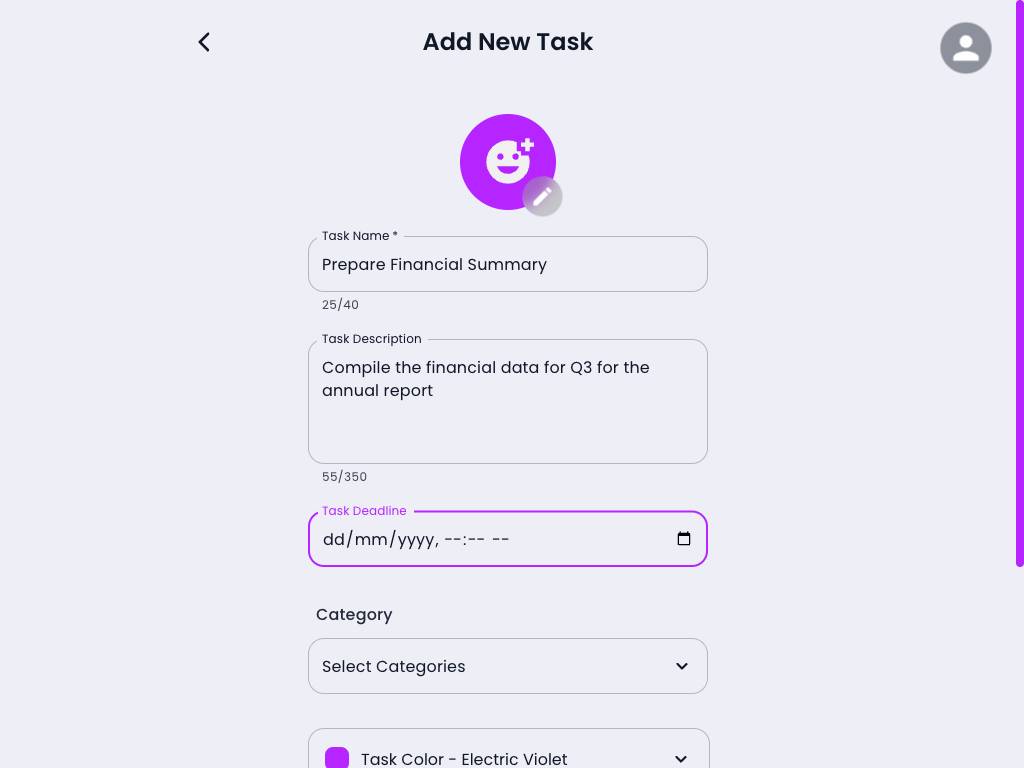 Add New Task
Task Name *
Prepare Financial Summary
25/40
Task Description
Compile the financial data for Q3 for the
annual report
55/350
Task Deadline
dd/mm/yyyy, --:-- --
Category
Select Categories
Task Color - Electric Violet